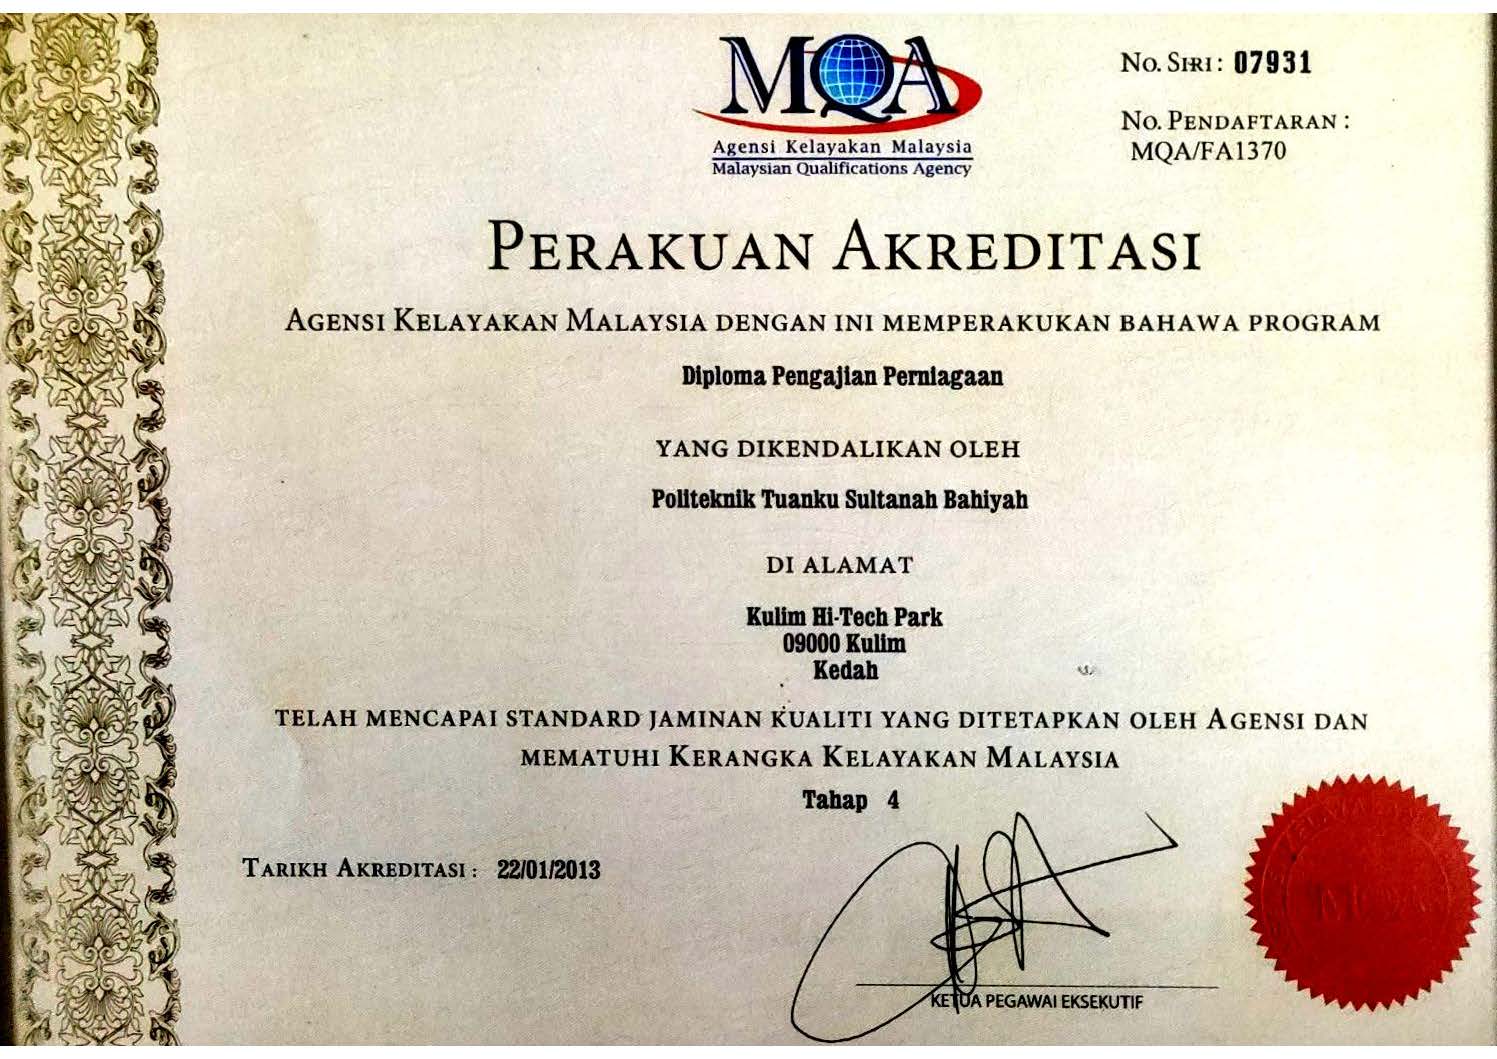 MQA
Agensi Kelayakan Malaysia
Malaysian Qualifications Agency
No. Siri : 07931
No. Pendaftaran :
MQA/FA1370
Perakuan Akreditasi
Agensi Kelayakan Malaysia dengan ini memperakukan bahawa program
Diploma Pengajian Perniagaan
yang dikendalikan oleh
Politeknik Tuanku Sultanah Bahiyah
di alamat
Kulim Hi-Tech Park
09000 Kulim
Kedah
telah mencapai standard jaminan kualiti yang ditetapkan oleh Agensi dan
mematuhi Kerangka Kelayakan Malaysia
Tahap 4
Tarikh Akreditasi : 22/01/2013
KETUA PEGAWAI EKSEKUTIF
MQA